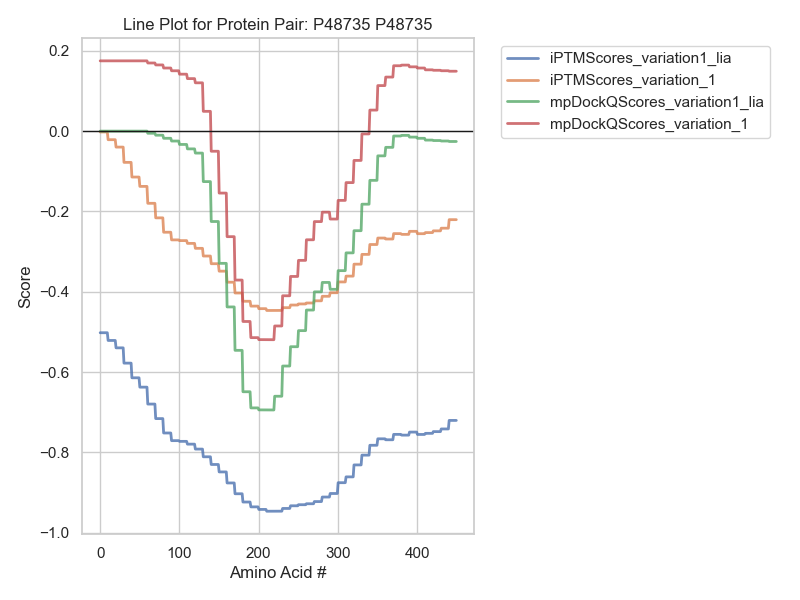 Line Plot for Protein Pair: P48735 P48735
iPTMScores_variation1_lia
iPTMScores_variation_1
mpDockQScores_variation1_lia
mpDockQScores_variation_1
Score
0.2
0.0
−0.2
−0.4
−0.6
−0.8
−1.0
0 100 200 300 400
Amino Acid #